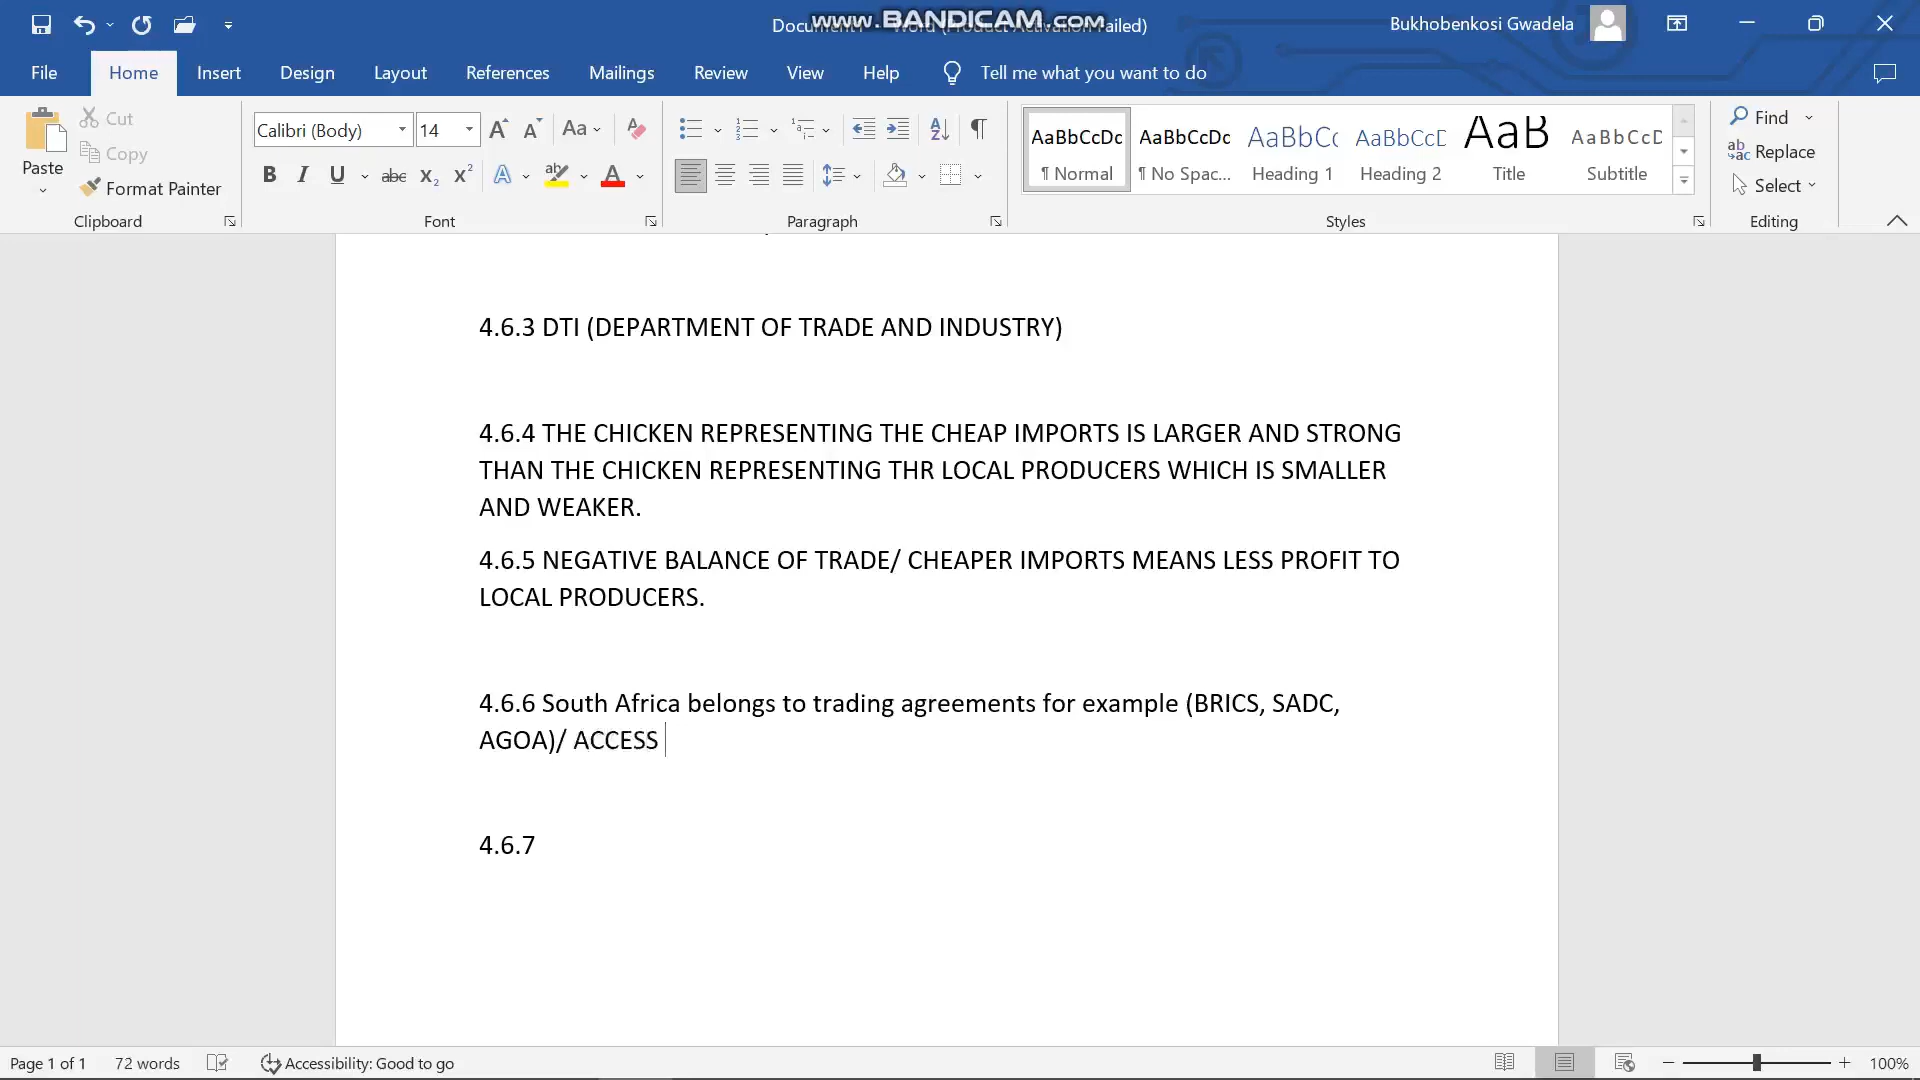 www.BANDICAM.com
Bukhobenkosi Gwadela
File Home Insert Design Layout References Mailings Review View Help Tell me what you want to do
Paste
Cut
Copy
Format Painter
Clipboard
Calibri (Body) 14
Font
Paragraph
AaBbCcDc AaBbCcDc AaBbCc AaBbCcD AaB AaBbCcD
¶ Normal ¶ No Spac... Heading 1 Heading 2 Title Subtitle
Styles
Find
Replace
Select
Editing
4.6.3 DTI (DEPARTMENT OF TRADE AND INDUSTRY)
4.6.4 THE CHICKEN REPRESENTING THE CHEAP IMPORTS IS LARGER AND STRONG
THAN THE CHICKEN REPRESENTING THR LOCAL PRODUCERS WHICH IS SMALLER
AND WEAKER.
4.6.5 NEGATIVE BALANCE OF TRADE/ CHEAPER IMPORTS MEANS LESS PROFIT TO
LOCAL PRODUCERS.
4.6.6 South Africa belongs to trading agreements for example (BRICS, SADC,
AGOA)/ ACCESS
4.6.7
Page 1 of 1 72 words Accessibility: Good to go 100%